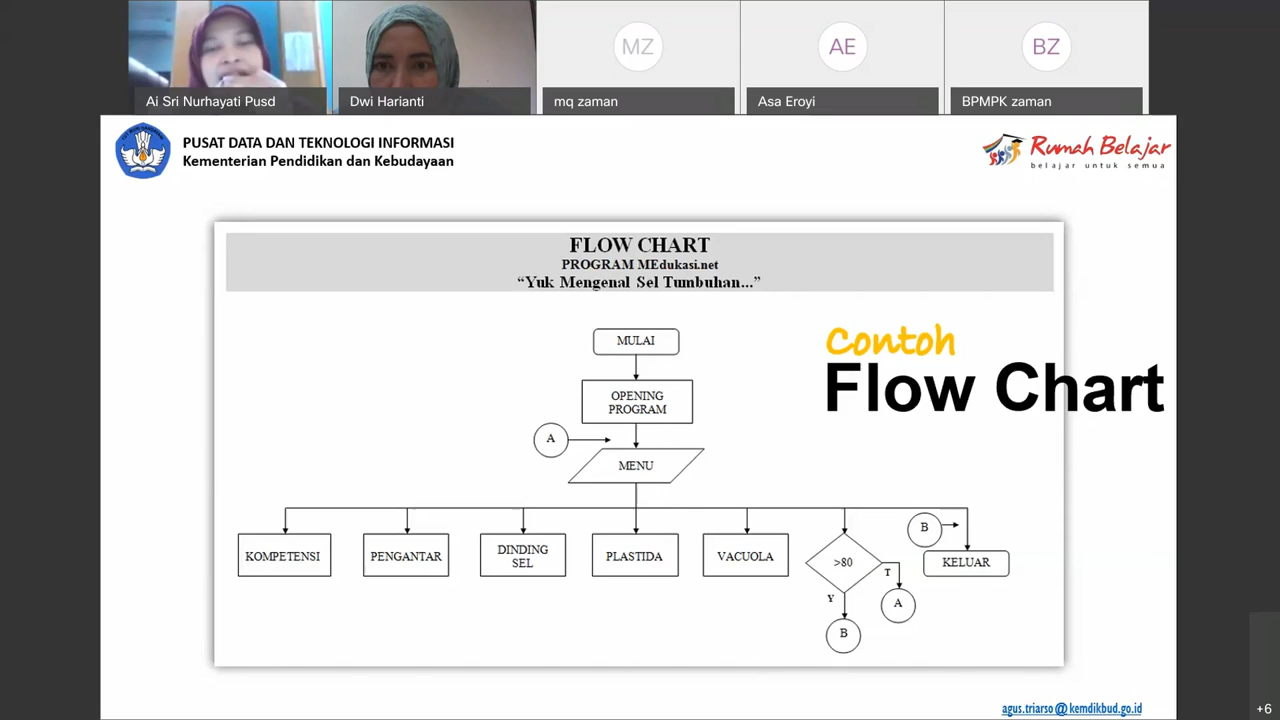 MZ
AE
BZ
Ai Sri Nurhayati Pusd
Dwi Harianti
mq zaman
Asa Eroyi
BPMPK zaman
PUSAT DATA DAN TEKNOLOGI INFORMASI
Kementerian Pendidikan dan Kebudayaan
Rumah Belajar
belajar untuk semua
FLOW CHART
PROGRAM MEdukasi.net
“Yuk Mengenal Sel Tumbuhan...”
Contoh
Flow Chart
MULAI
OPENING
PROGRAM
A
MENU
KOMPETENSI
PENGANTAR
DINDING
SEL
PLASTIDA
VACUOLA
>80
T
Y
A
B
B
KELUAR
agus.triarso@kemdikbud.go.id
+6